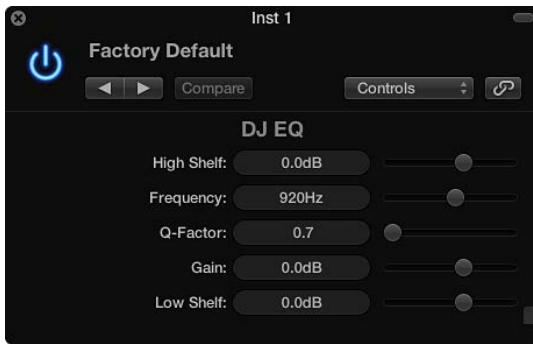 Inst 1
Factory Default
Compare
Controls
DJ EQ
High Shelf: 0.0dB
Frequency: 920Hz
Q-Factor: 0.7
Gain: 0.0dB
Low Shelf: 0.0dB